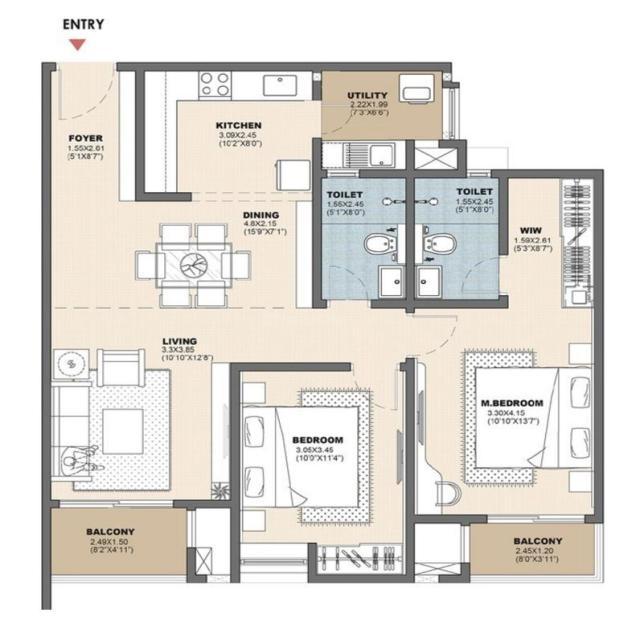 ENTRY
FOYER
1.55X2.61
(5'1X8'7")
KITCHEN
3.09X2.45
(10'2"X8'0")
UTILITY
2.22X1.99
(7'3"X6'6")
DINING
4.8X2.15
(15'9"X7'1")
TOILET
1.55X2.45
(5'1"X8'0")
TOILET
1.55X2.45
(5'1"X8'0")
WIW
1.59X2.61
(5'3"X8'7")
LIVING
3.3X3.85
(10'10"X12'8")
BEDROOM
3.05X3.45
(10'0"X11'4")
M.BEDROOM
3.30X4.15
(10'10"X13'7")
BALCONY
2.49X1.50
(8'2"X4'11")
BALCONY
2.45X1.20
(8'0"X3'11")